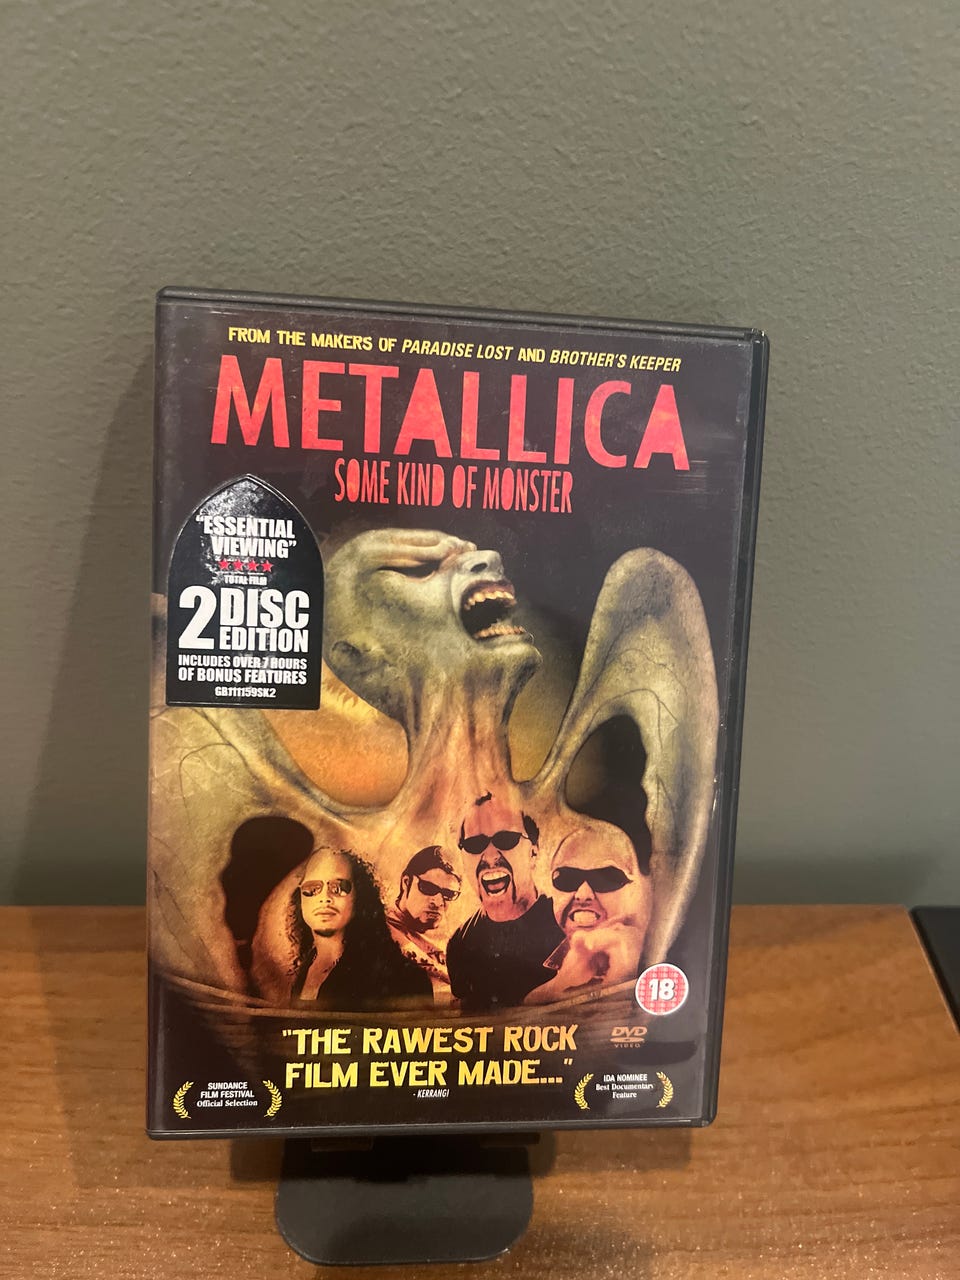 FROM THE MAKERS OF PARADISE LOST AND BROTHER'S KEEPER
METALLICA
SOME KIND OF MONSTER
"ESSENTIAL
VIEWING"
TOTAL FILM
2 DISC
EDITION
INCLUDES OVER 7 HOURS
OF BONUS FEATURES
GB111159SK2
18
"THE RAWEST ROCK
FILM EVER MADE..."
- KERRANG!
DVD
VIDEO
SUNDANCE
FILM FESTIVAL
Official Selection
IDA NOMINEE
Best Documentary
Feature